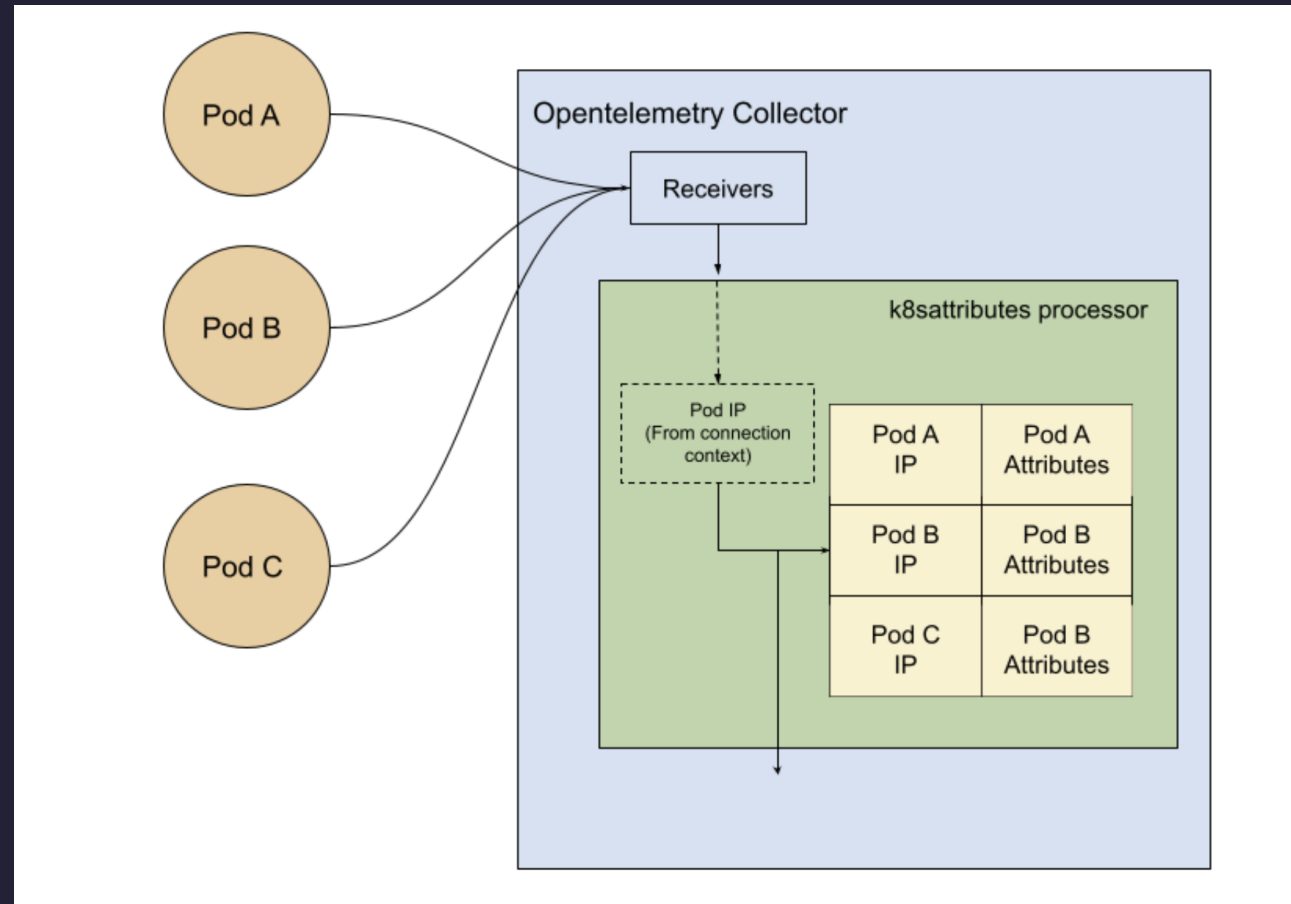 Pod A
Pod B
Pod C
Opentelemetry Collector
Receivers
k8sattributes processor
Pod IP
(From connection
context)
Pod A
IP
Pod A
Attributes
Pod B
IP
Pod B
Attributes
Pod C
IP
Pod B
Attributes